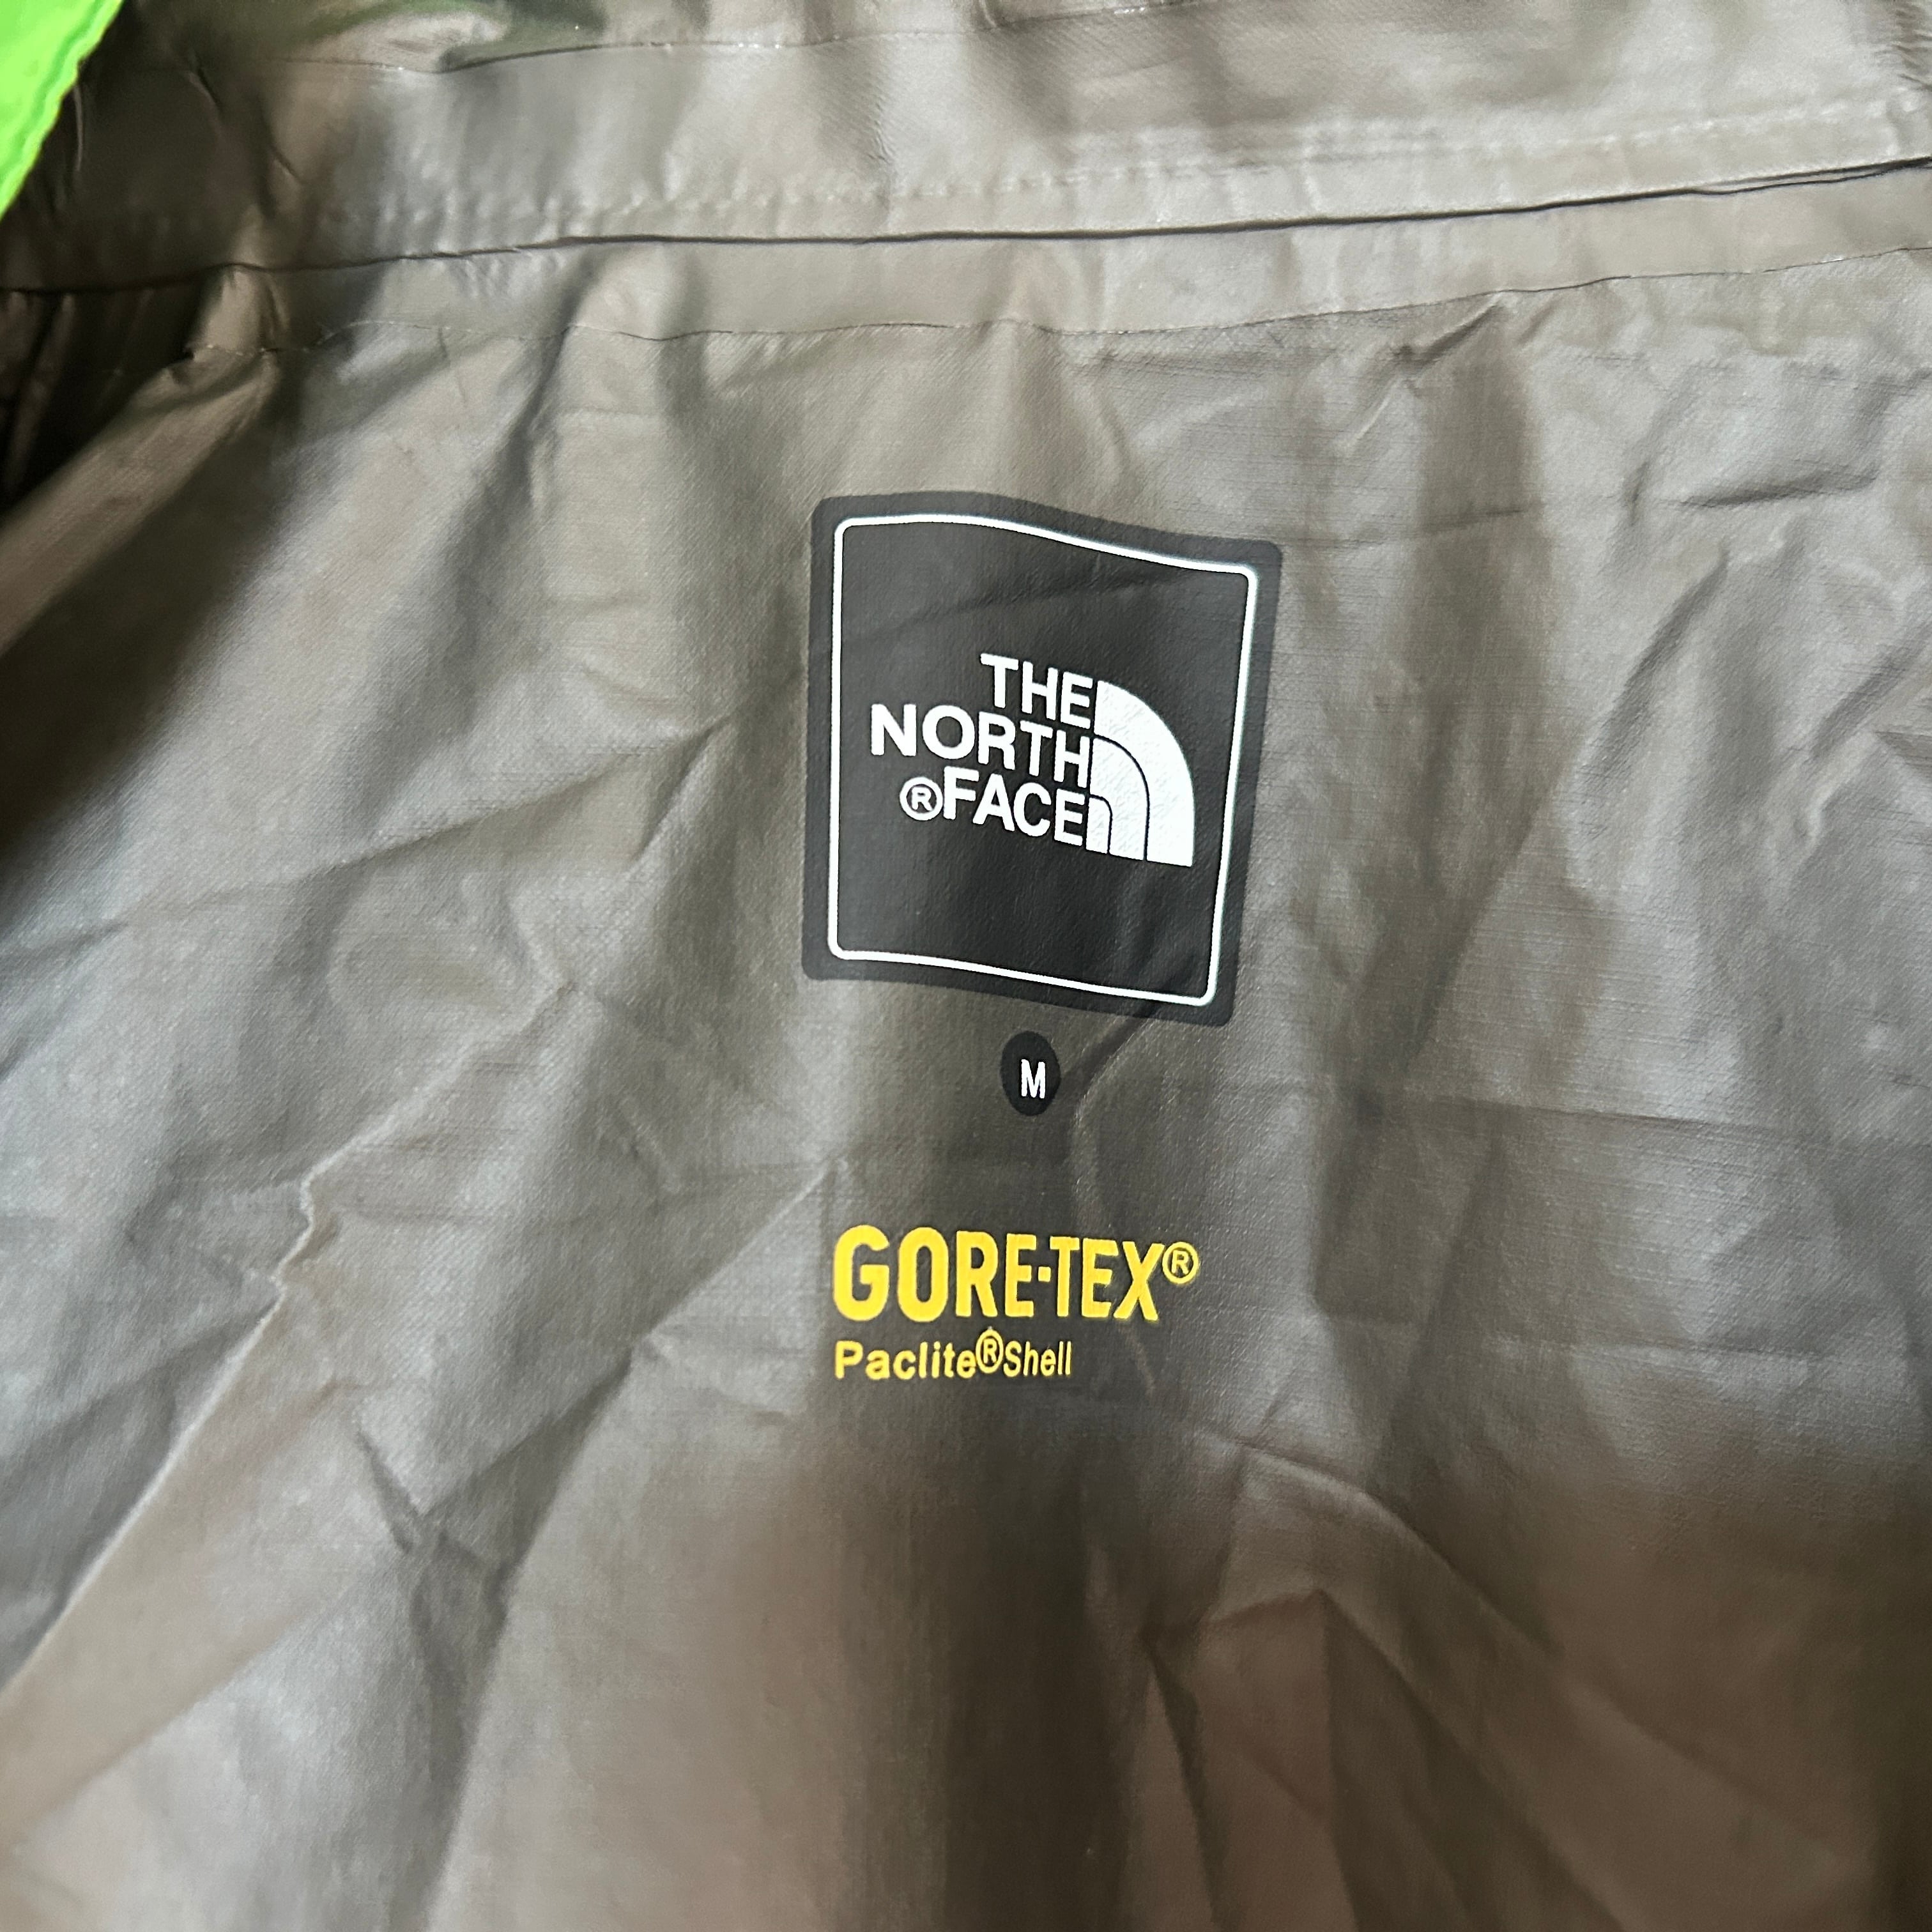 THE
NORTH
®FACE
M
GORE-TEX®
Paclite®Shell